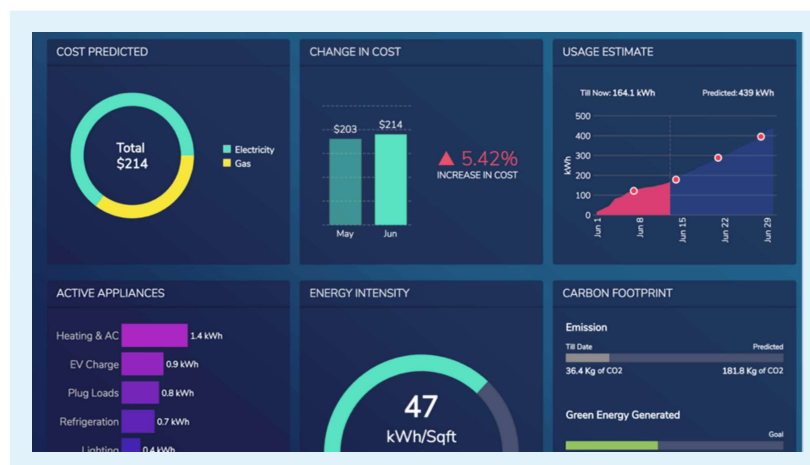 COST PREDICTED
Total
$214
Electricity
Gas
CHANGE IN COST
$203
$214
May
Jun
5.42%
INCREASE IN COST
USAGE ESTIMATE
Till Now: 164.1 kWh
Predicted: 439 kWh
kWh
500
400
300
200
100
0
Jun 1
Jun 8
Jun 15
Jun 22
Jun 29
ACTIVE APPLIANCES
Heating & AC 1.4 kWh
EV Charge 0.9 kWh
Plug Loads 0.8 kWh
Refrigeration 0.7 kWh
Lighting 0.4 kWh
ENERGY INTENSITY
47
kWh/Sqft
CARBON FOOTPRINT
Emission
Till Date Predicted
36.4 Kg of CO2 181.8 Kg of CO2
Green Energy Generated
Goal